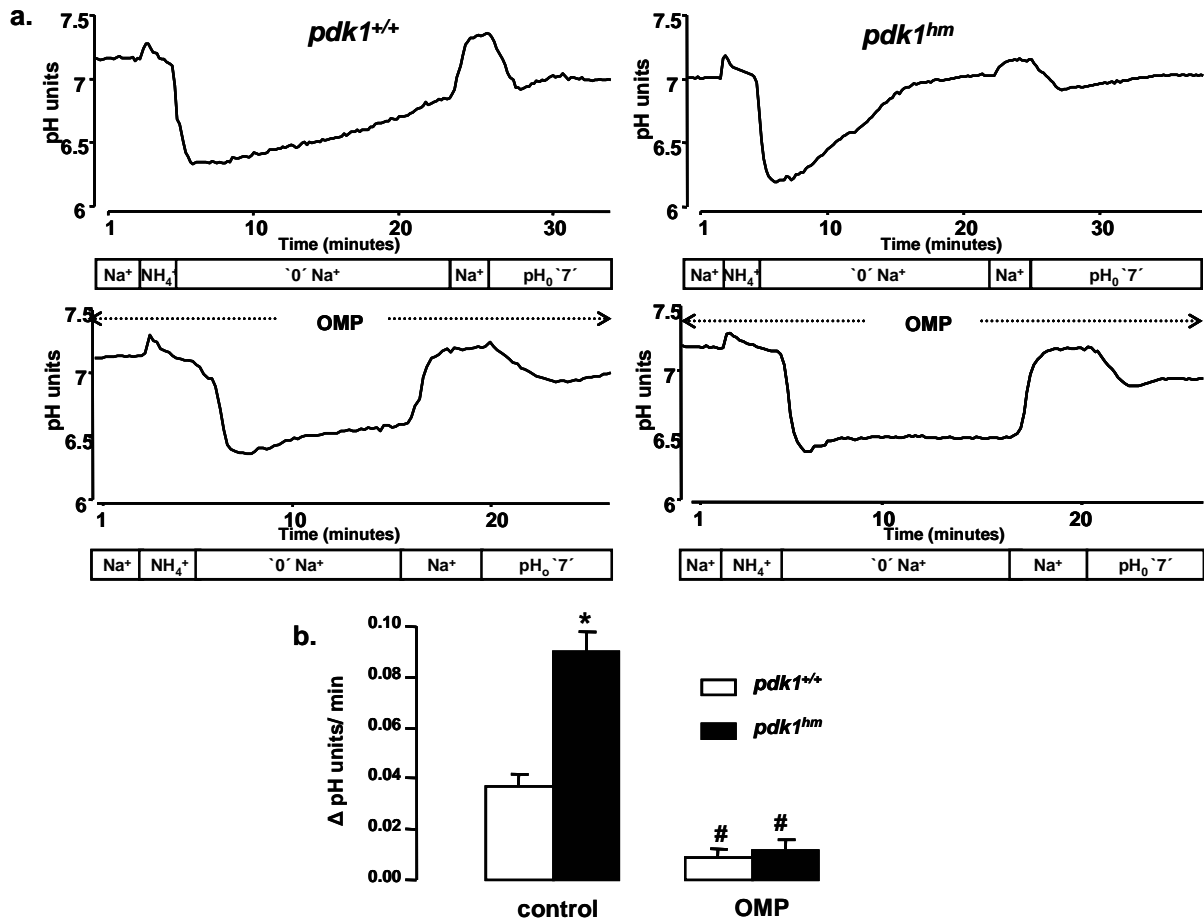 a.
pdk1+/+
pdk1hm
7.5
7
6.5
6
pH units
1 10 20 30
Time (minutes)
Na+ NH4+ `0´ Na+ Na+ pH0 `7´
7.5
7
6.5
6
pH units
1 10 20 30
Time (minutes)
Na+ NH4+ `0´ Na+ Na+ pH0 `7´
OMP
7.5
7
6.5
6
pH units
1 10 20
Time (minutes)
Na+ NH4+ `0´ Na+ Na+ pHo `7´
OMP
7.5
7
6.5
6
pH units
1 10 20
Time (minutes)
Na+ NH4+ `0´ Na+ Na+ pH0 `7´
b.
0.10
0.08
0.06
0.04
0.02
0.00
Δ pH units/ min
*
# #
control OMP
pdk1+/+
pdk1hm